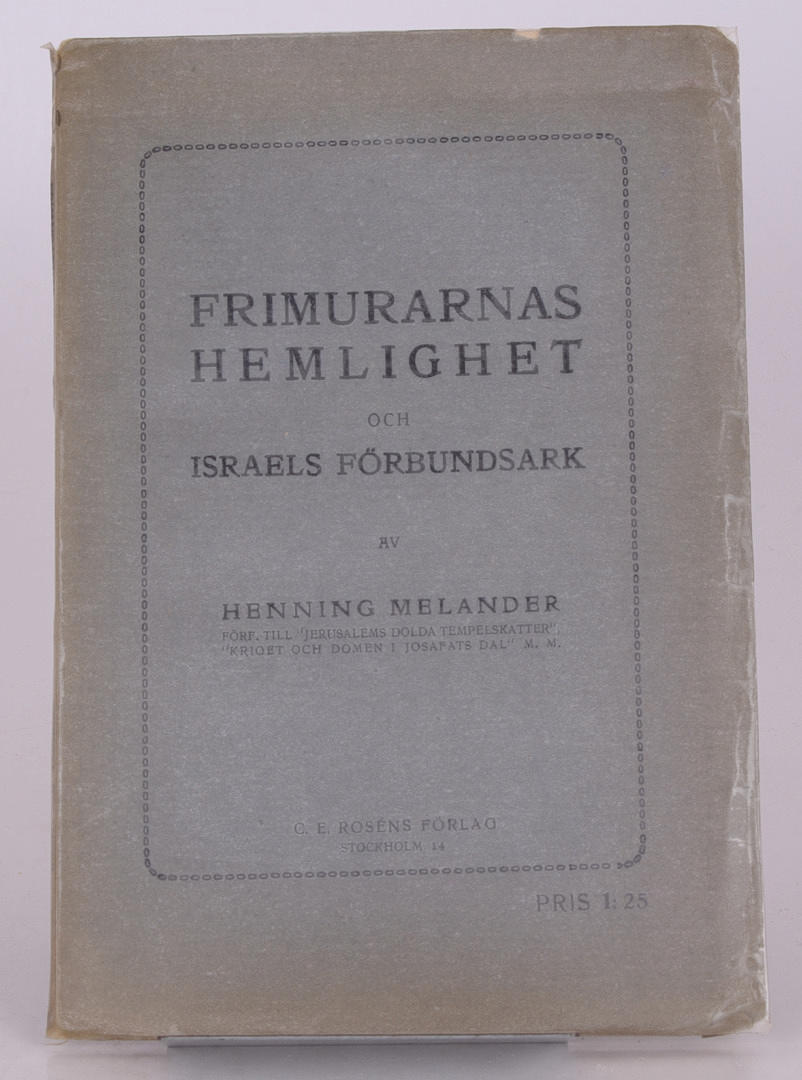 FRIMURARNAS
HEMLIGHET
OCH
ISRAELS FÖRBUNDSARK
AV
HENNING MELANDER
FÖRF. TILL "JERUSALEMS DOLDA TEMPELSKATTER",
"KRIGET OCH DOMEN I JOSAFATS DAL" M. M.
C. E. ROSÉNS FÖRLAG
STOCKHOLM 14
PRIS 1:25